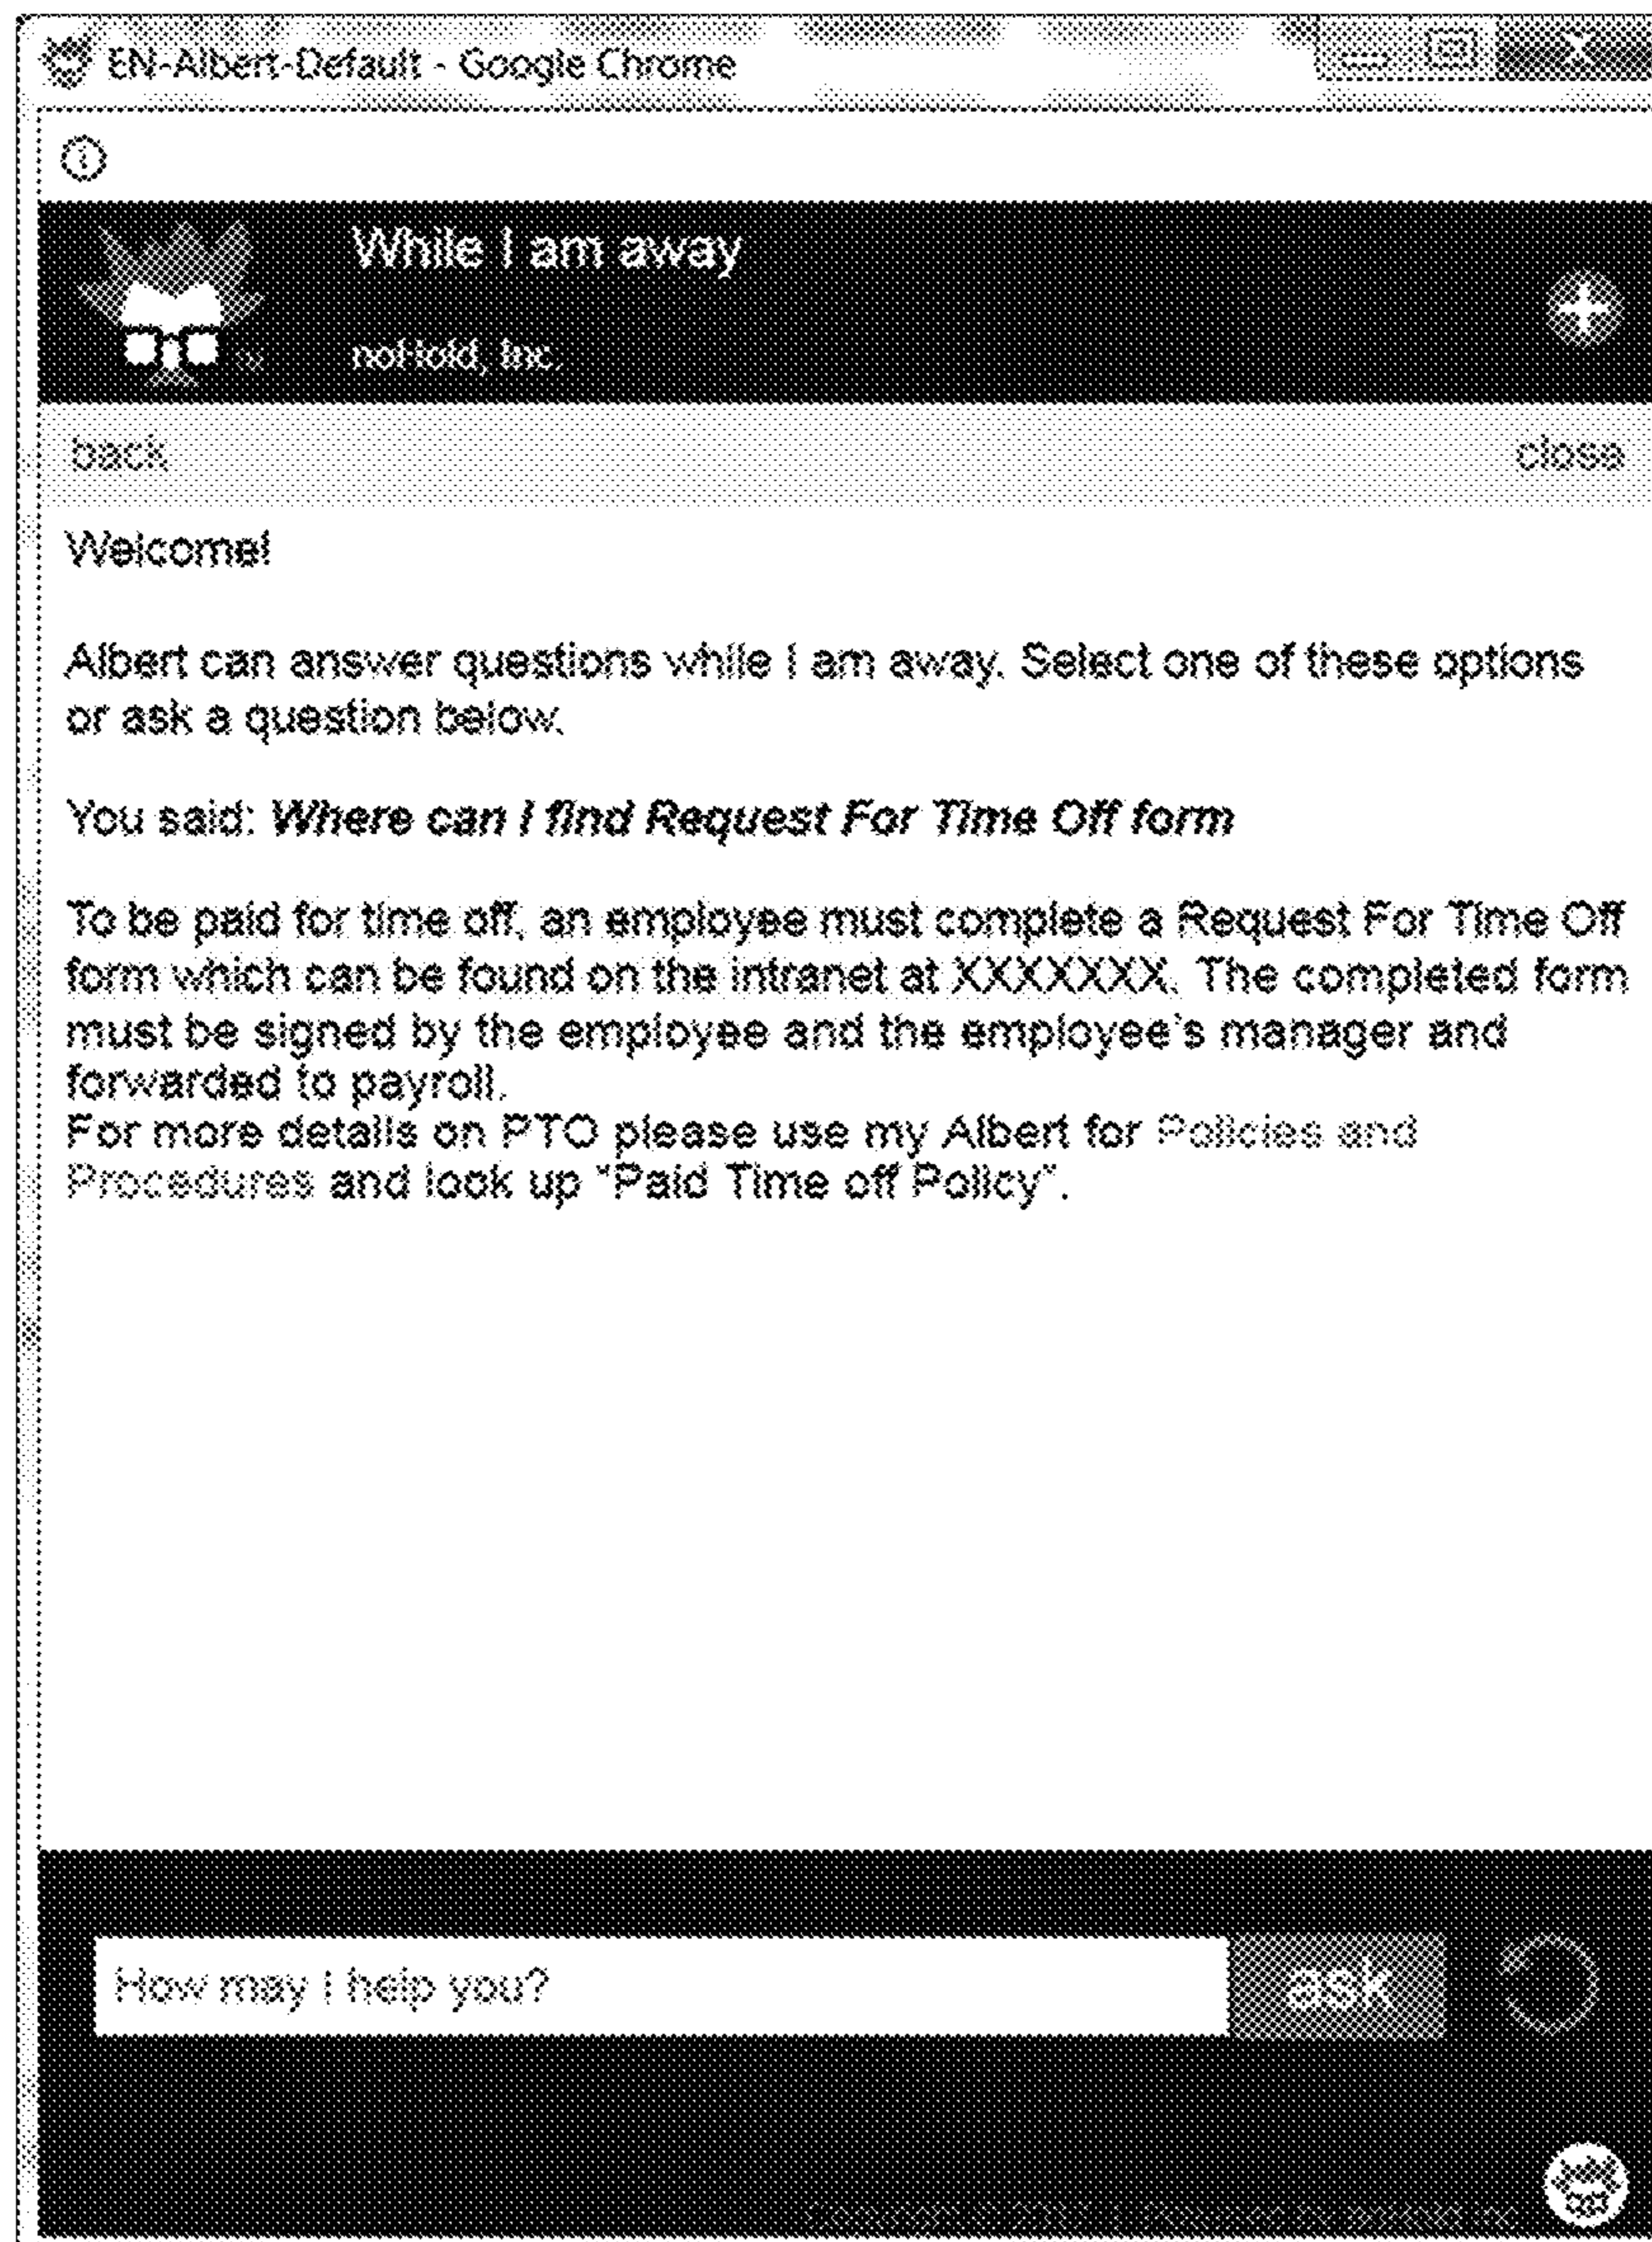 EN-Albert-Default - Google Chrome
While I am away
noHold, Inc.
back
close
Welcome!
Albert can answer questions while I am away. Select one of these options
or ask a question below.
You said: Where can I find Request For Time Off form
To be paid for time off, an employee must complete a Request For Time Off
form which can be found on the intranet at XXXXXXX. The completed form
must be signed by the employee and the employee's manager and
forwarded to payroll.
For more details on PTO please use my Albert for Policies and
Procedures and look up "Paid Time off Policy".
How may I help you?
ask